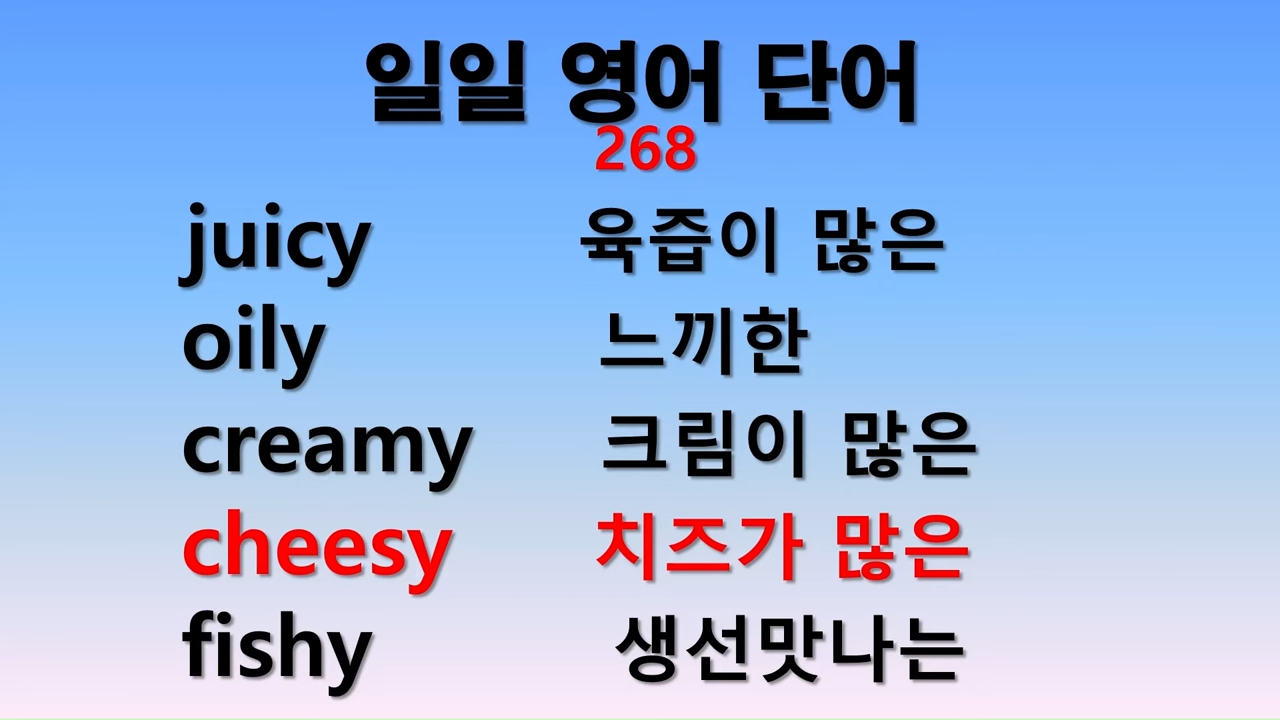 일일 영어 단어
268
juicy 육즙이 많은
oily 느끼한
creamy 크림이 많은
cheesy 치즈가 많은
fishy 생선맛나는